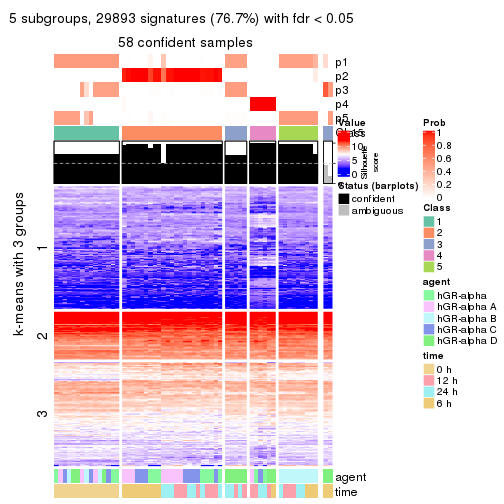 5 subgroups, 29893 signatures (76.7%) with fdr < 0.05
58 confident samples
p1
p2
p3
p4
p5
Class
Silhouette
score
k-means with 3 groups
1
2
3
agent
time
Value
15
10
5
0
Status (barplots)
confident
ambiguous
Prob
1
0.8
0.6
0.4
0.2
0
Class
1
2
3
4
5
agent
hGR-alpha
hGR-alpha A
hGR-alpha B
hGR-alpha C
hGR-alpha D
time
0 h
12 h
24 h
6 h